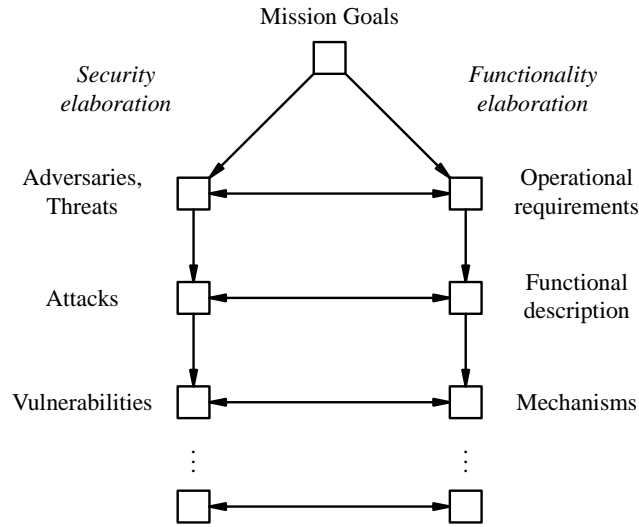 Mission Goals
Security
elaboration
Functionality
elaboration
Adversaries,
Threats
Operational
requirements
Attacks
Functional
description
Vulnerabilities
Mechanisms